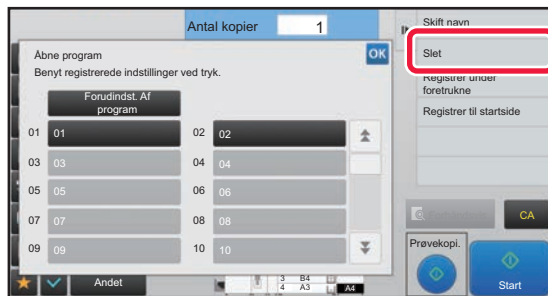 Antal kopier 1
Åbne program
OK
Benyt registrerede indstillinger ved tryk.
Forudindst. Af
program
01 01
02 02
03 03
04 04
05 05
06 06
07 07
08 08
09 09
10 10
Andet
3 B4
4 A3
A4
Skift navn
Slet
Registrer under
foretrukne
Registrer til startside
CA
Prøvekopi.
Start